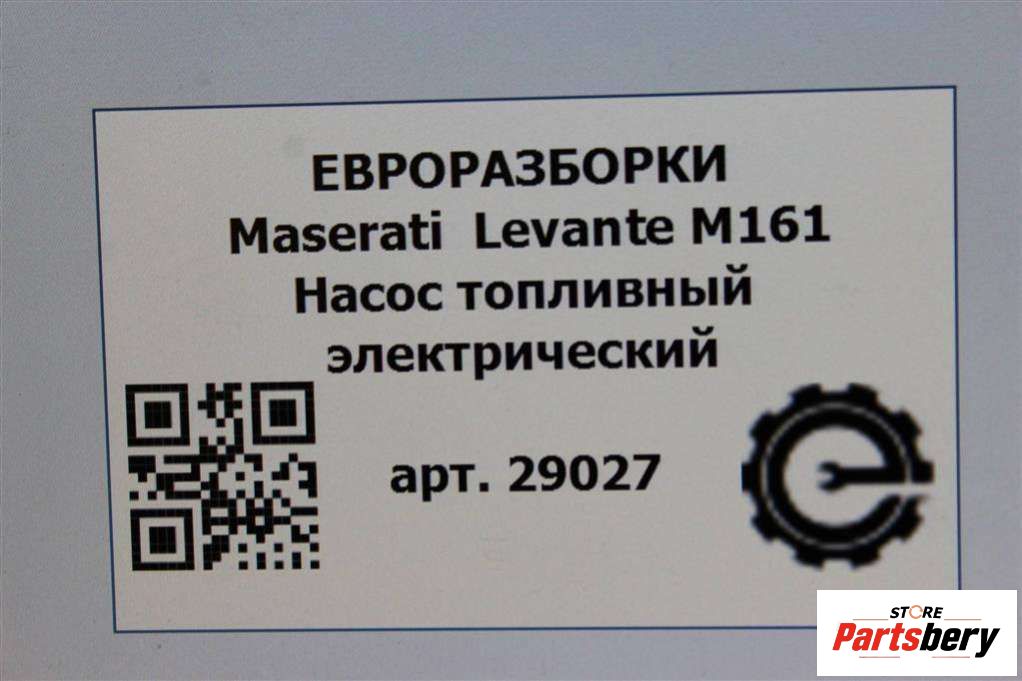 ЕВРОРАЗБОРКИ
Maserati Levante M161
Насос топливный
электрический
арт. 29027
STORE
Partsbery